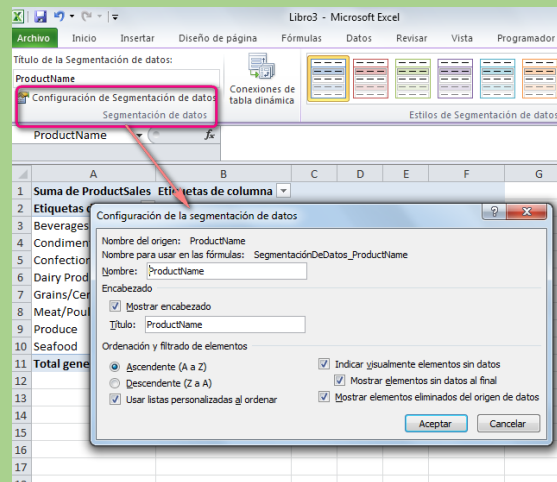 Libro3 - Microsoft Excel
Archivo Inicio Insertar Diseño de página Fórmulas Datos Revisar Vista Programador
Título de la Segmentación de datos:
ProductName
Configuración de Segmentación de datos
Segmentación de datos
Conexiones de
tabla dinámica
Estilos de Segmentación de datos
ProductName fx
A B C D E F G
1 Suma de ProductSales Etiquetas de columna
2 Etiquetas d
3 Beverages
4 Condimen
5 Confection
6 Dairy Prod
7 Grains/Cer
8 Meat/Poul
9 Produce
10 Seafood
11 Total gene
12
13
14
15
16
17
Configuración de la segmentación de datos
Nombre del origen: ProductName
Nombre para usar en las fórmulas: SegmentaciónDeDatos_ProductName
Nombre: ProductName
Encabezado
Mostrar encabezado
Título: ProductName
Ordenación y filtrado de elementos
Ascendente (A a Z)
Descendente (Z a A)
Usar listas personalizadas al ordenar
Indicar visualmente elementos sin datos
Mostrar elementos sin datos al final
Mostrar elementos eliminados del origen de datos
Aceptar Cancelar